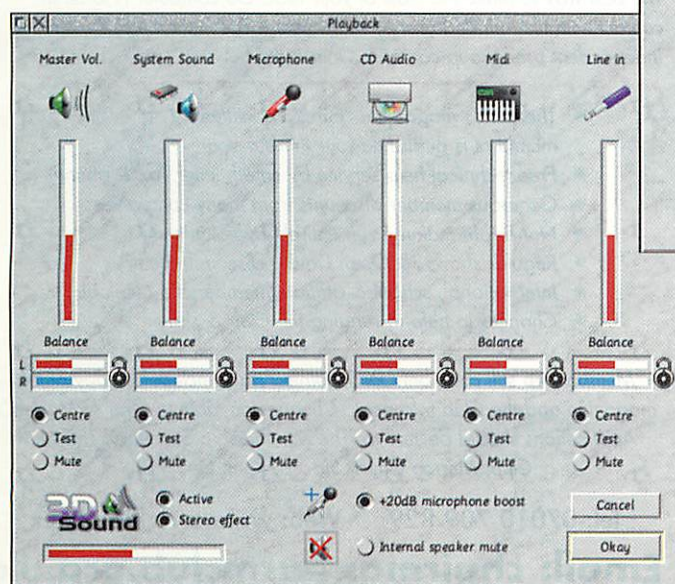 Playback
Master Vol. System Sound Microphone CD Audio Midi Line in
Balance Balance Balance Balance Balance Balance
L
R
Centre Centre Centre Centre Centre Centre
Test Test Test Test Test Test
Mute Mute Mute Mute Mute Mute
3D Sound
Active
Stereo effect
+20dB microphone boost
Internal speaker mute
Cancel
Okay